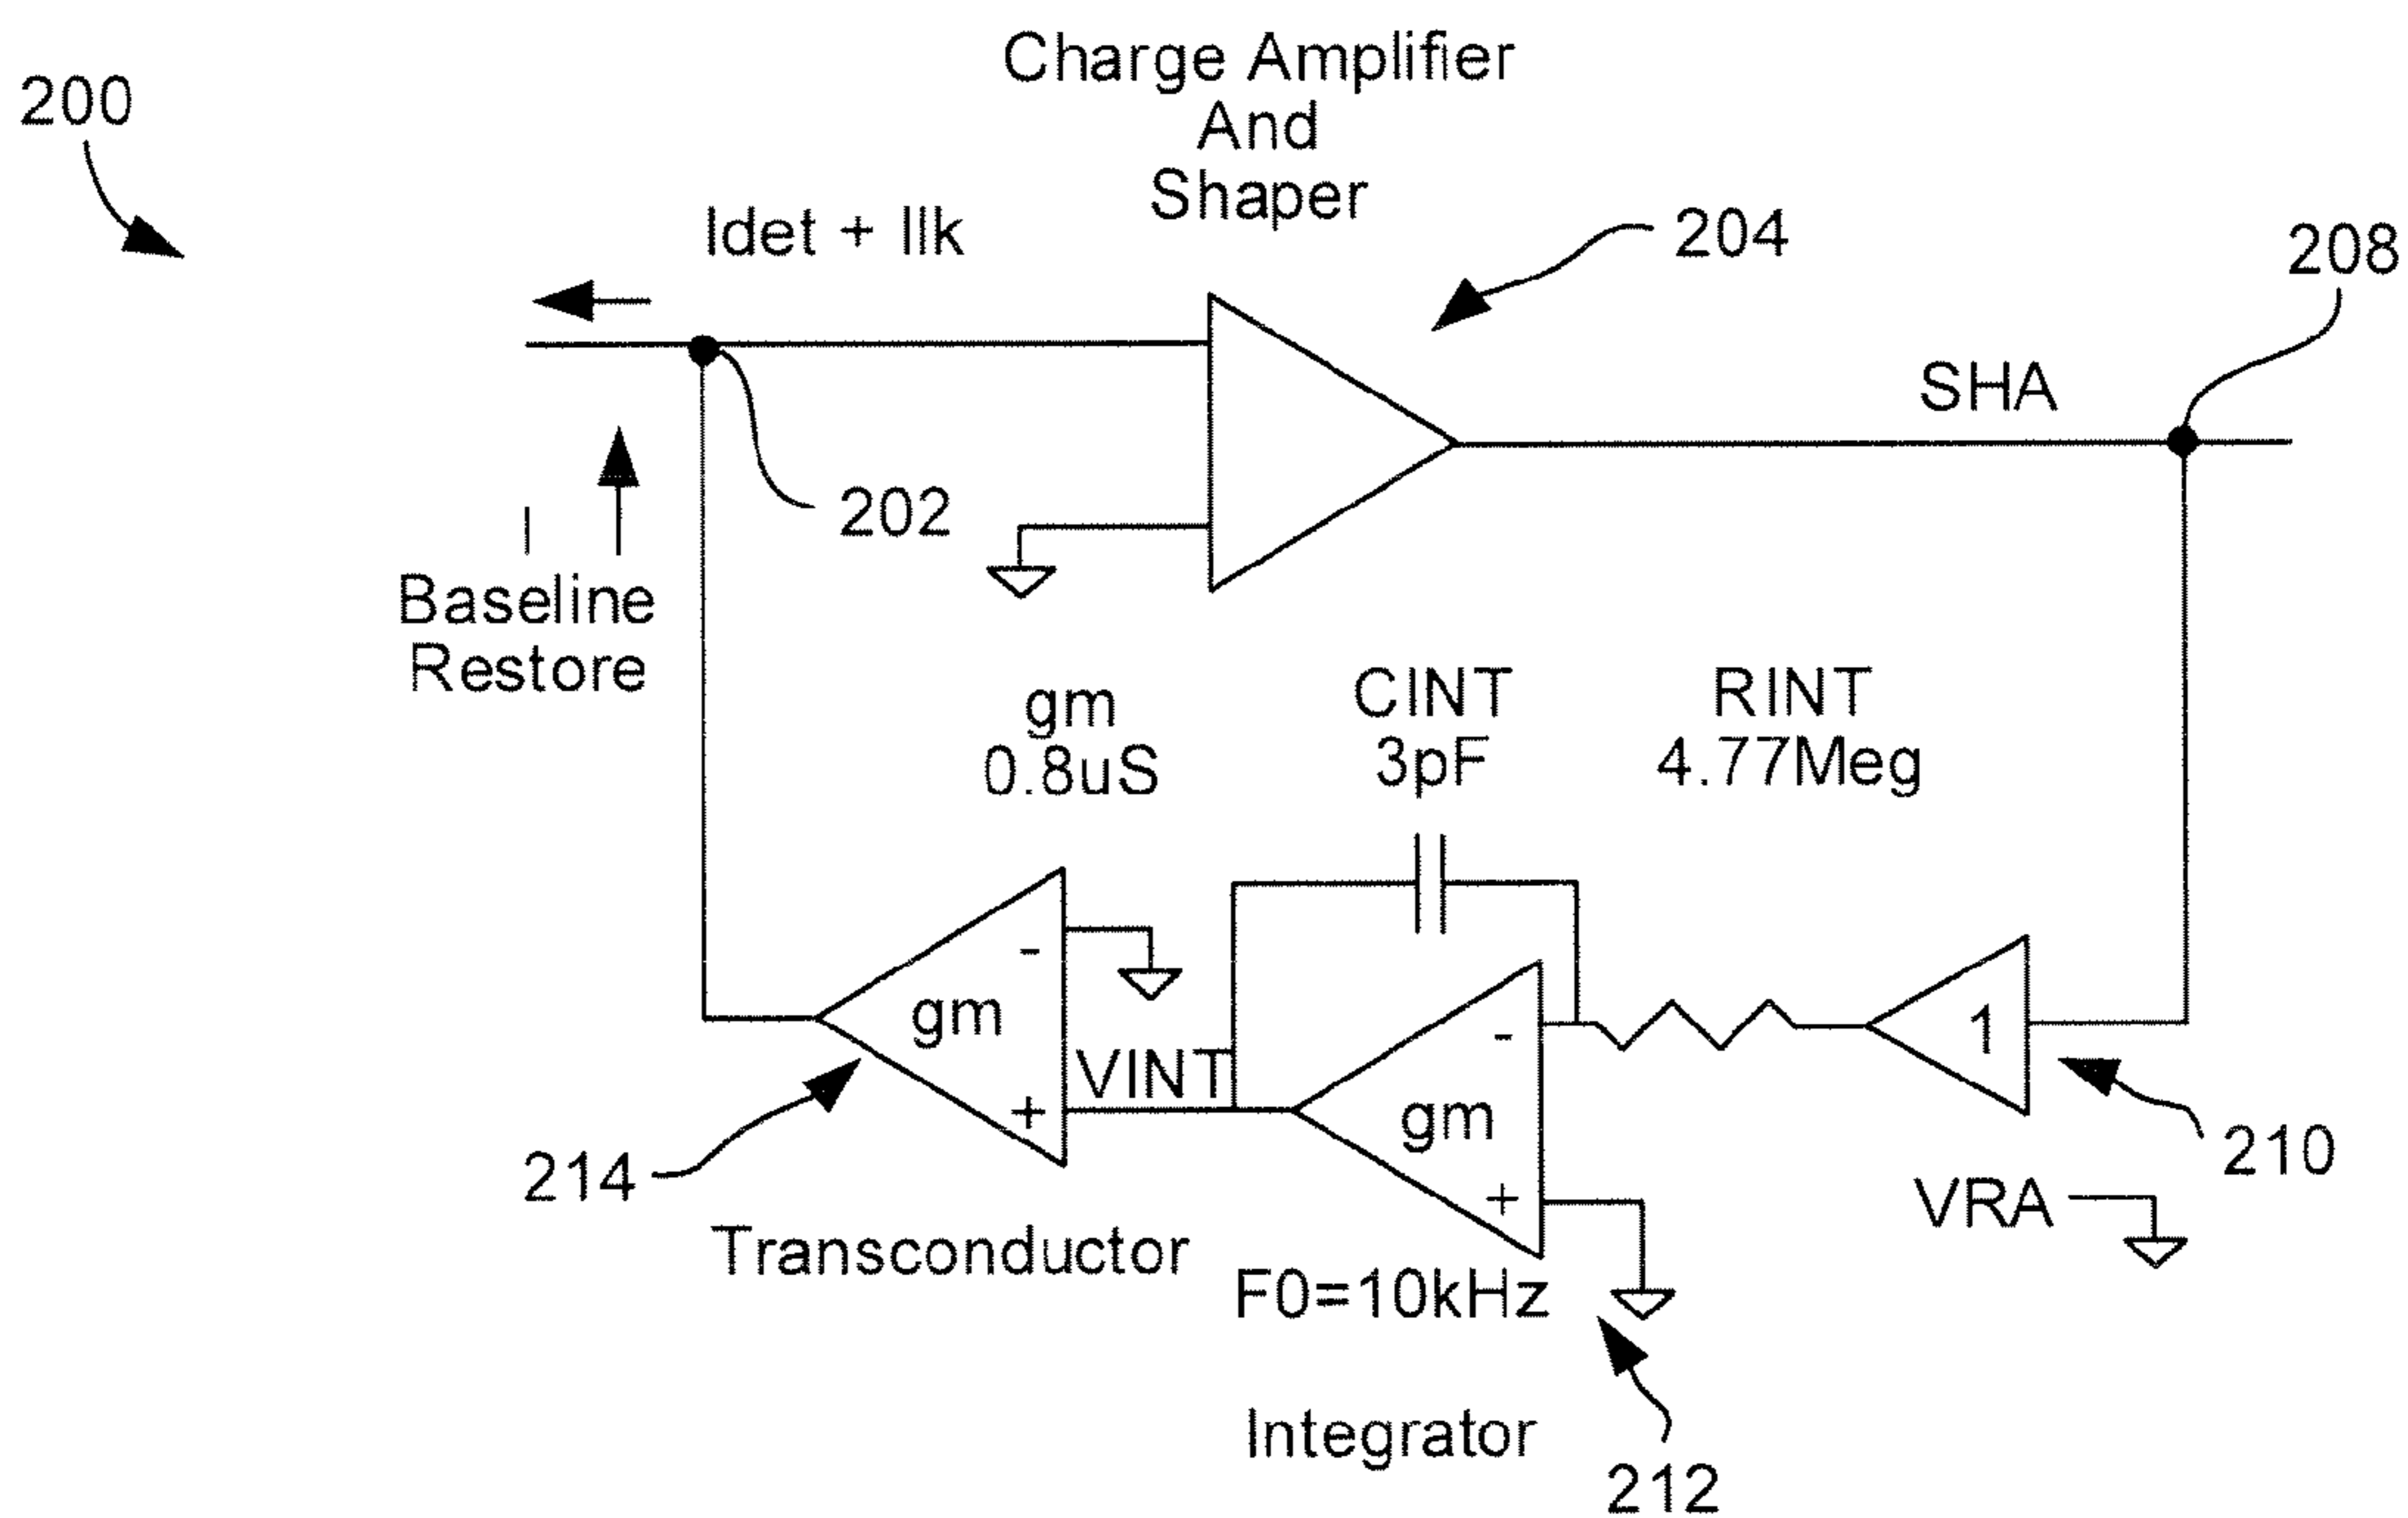 Charge Amplifier
And
Shaper
200
Idet + Ilk
204
208
SHA
202
I
Baseline
Restore
gm
0.8uS
CINT
3pF
RINT
4.77Meg
-
gm
+
VINT
-
gm
+
1
214
210
VRA
Transconductor
F0=10kHz
Integrator
212